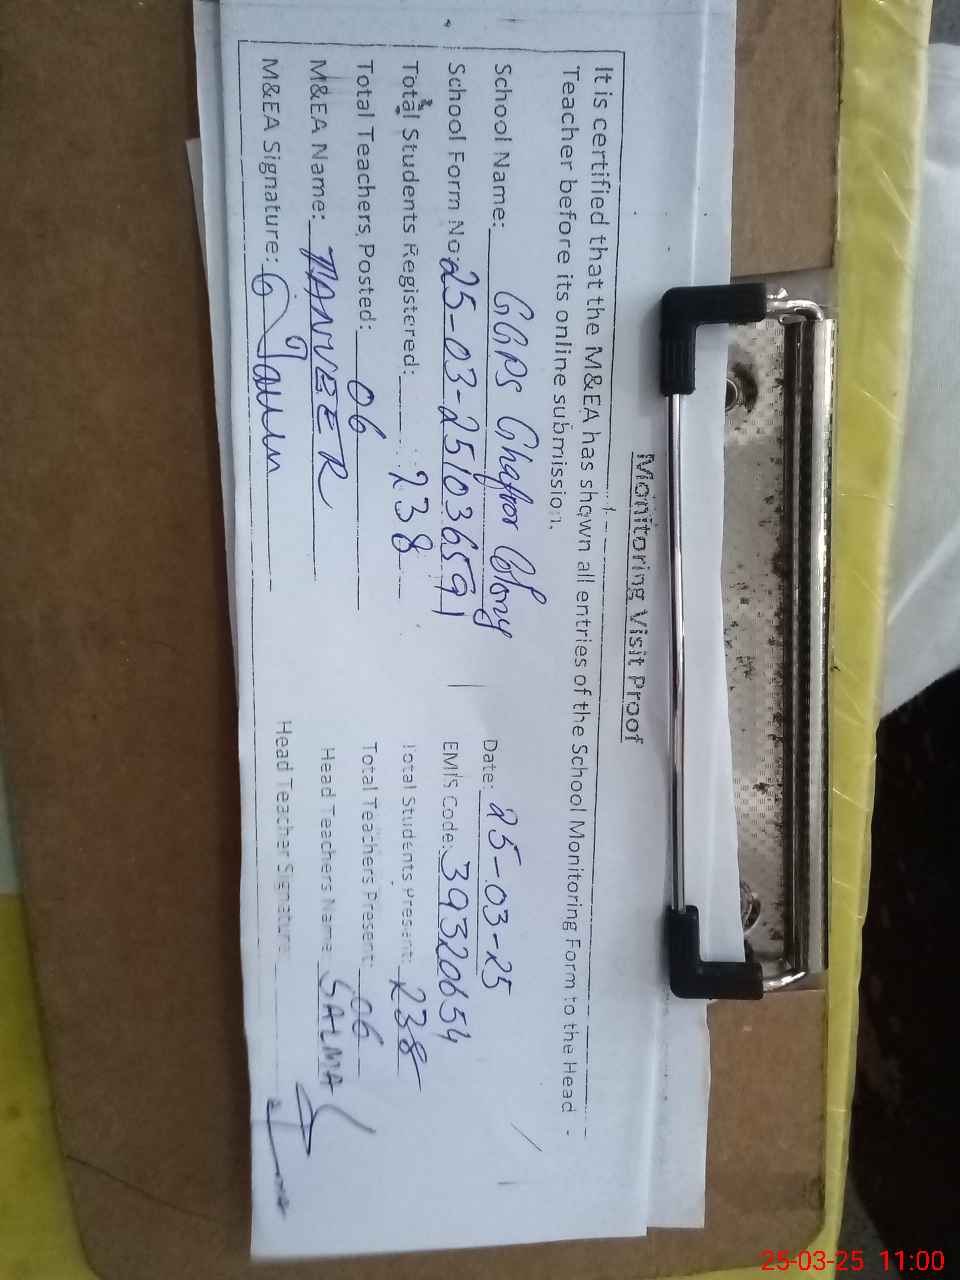 Monitoring Visit Proof
It is certified that the M&EA has shown all entries of the School Monitoring Form to the Head
Teacher before its online submission.
School Name: GGPS Ghafoor Colony Date: 25-03-25
School Form No: 25-03-251036591 EMIS Code: 39320654
Total Students Registered: 238 Total Students Present: 238
Total Teachers Posted: 06 Total Teachers Present: 06
M&EA Name: TANVEER Head Teachers Name: SALMA
M&EA Signature: Head Teacher Signature:
25-03-25 11:00